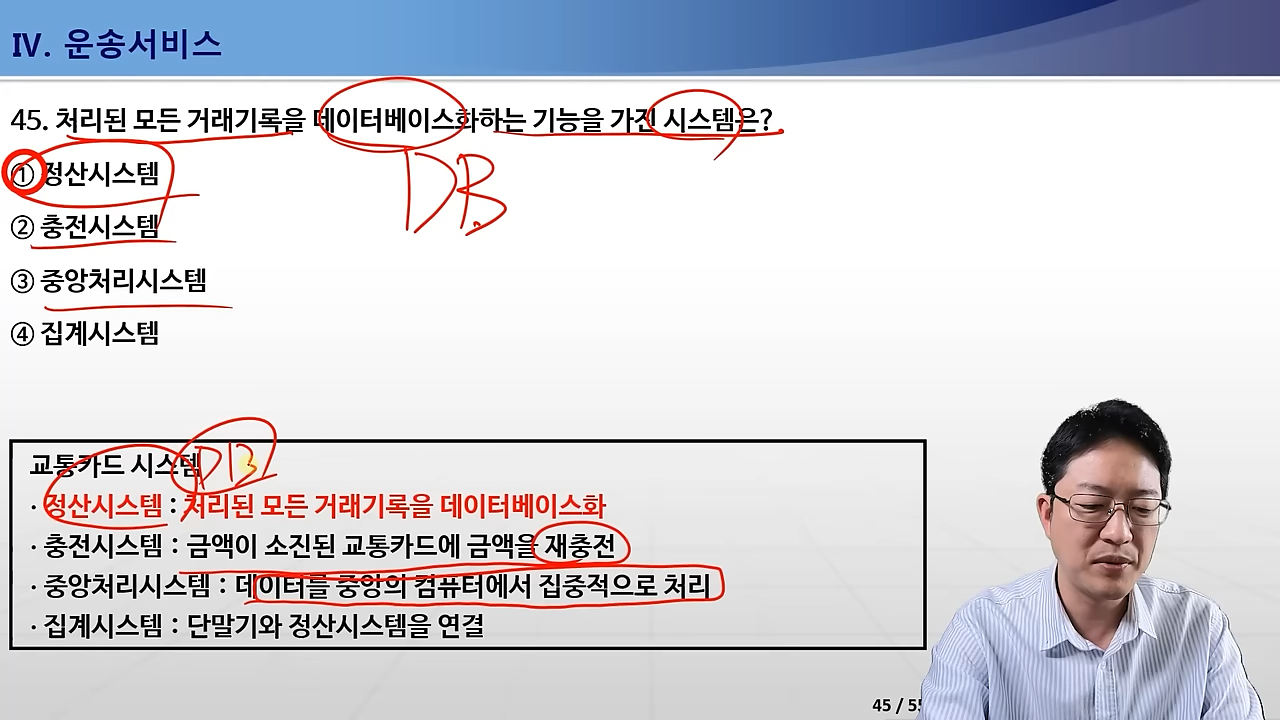 Ⅳ. 운송서비스
45. 처리된 모든 거래기록을 데이터베이스화하는 기능을 가진 시스템은?
① 정산시스템
DB
② 충전시스템
③ 중앙처리시스템
④ 집계시스템
교통카드 시스템
DB
· 정산시스템 : 처리된 모든 거래기록을 데이터베이스화
· 충전시스템 : 금액이 소진된 교통카드에 금액을 재충전
· 중앙처리시스템 : 데이터를 중앙의 컴퓨터에서 집중적으로 처리
· 집계시스템 : 단말기와 정산시스템을 연결
45 / 55